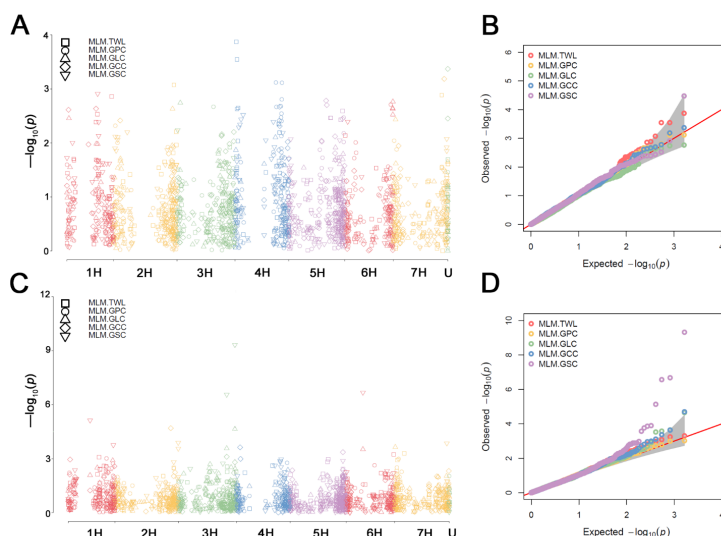 A
4
3
2
1
0
—log₁₀(p)
MLM.TWL
MLM.GPC
MLM.GLC
MLM.GCC
MLM.GSC
1H 2H 3H 4H 5H 6H 7H U
B
6
5
4
3
2
1
0
Observed −log₁₀(p)
MLM.TWL
MLM.GPC
MLM.GLC
MLM.GCC
MLM.GSC
0 1 2 3 4
Expected −log₁₀(p)
C
12
9
6
3
0
—log₁₀(p)
MLM.TWL
MLM.GPC
MLM.GLC
MLM.GCC
MLM.GSC
1H 2H 3H 4H 5H 6H 7H U
D
10
8
6
4
2
0
Observed −log₁₀(p)
MLM.TWL
MLM.GPC
MLM.GLC
MLM.GCC
MLM.GSC
0 1 2 3 4
Expected −log₁₀(p)